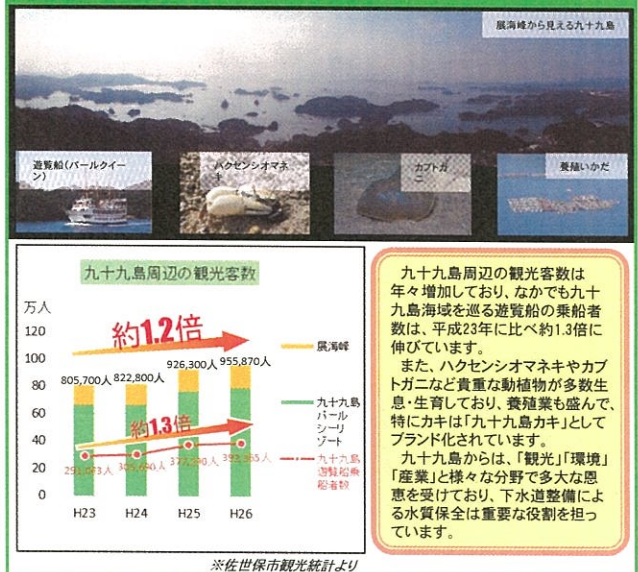 展海峰から見える九十九島
遊覧船(パールクイー
ン)
ハクセンシオマネ
キ
カブトガ
ニ
養殖いかだ
九十九島周辺の観光客数
万人
120
100
80
60
40
20
0
約1.2倍
805,700人
822,800人
926,300人
955,870人
約1.3倍
H23
H24
H25
H26
展海峰
九十九島
パール
シーリ
ゾート
九十九島
遊覧船乗
船者数
※佐世保市観光統計より
九十九島周辺の観光客数は
年々増加しており、なかでも九十
九島海域を巡る遊覧船の乗船者
数は、平成23年に比べ約1.3倍に
伸びています。
また、ハクセンシオマネキやカブ
トガニなど貴重な動植物が多数生
息・生育しており、養殖業も盛んで、
特にカキは「九十九島カキ」として
ブランド化されています。
九十九島からは、「観光」「環境」
「産業」と様々な分野で多大な恩
恵を受けており、下水道整備によ
る水質保全は重要な役割を担っ
ています。